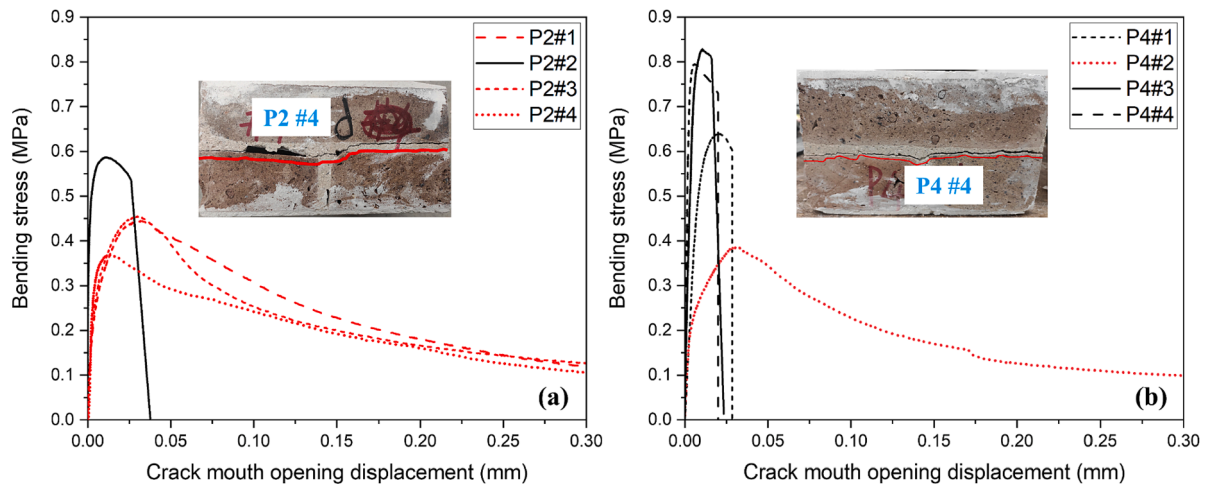 0.9
0.8
0.7
0.6
0.5
0.4
0.3
0.2
0.1
0.0
Bending stress (MPa)
P2#1
P2#2
P2#3
P2#4
P2 #4
(a)
0.00 0.05 0.10 0.15 0.20 0.25 0.30
Crack mouth opening displacement (mm)
0.9
0.8
0.7
0.6
0.5
0.4
0.3
0.2
0.1
0.0
Bending stress (MPa)
P4#1
P4#2
P4#3
P4#4
P4 #4
(b)
0.00 0.05 0.10 0.15 0.20 0.25 0.30
Crack mouth opening displacement (mm)